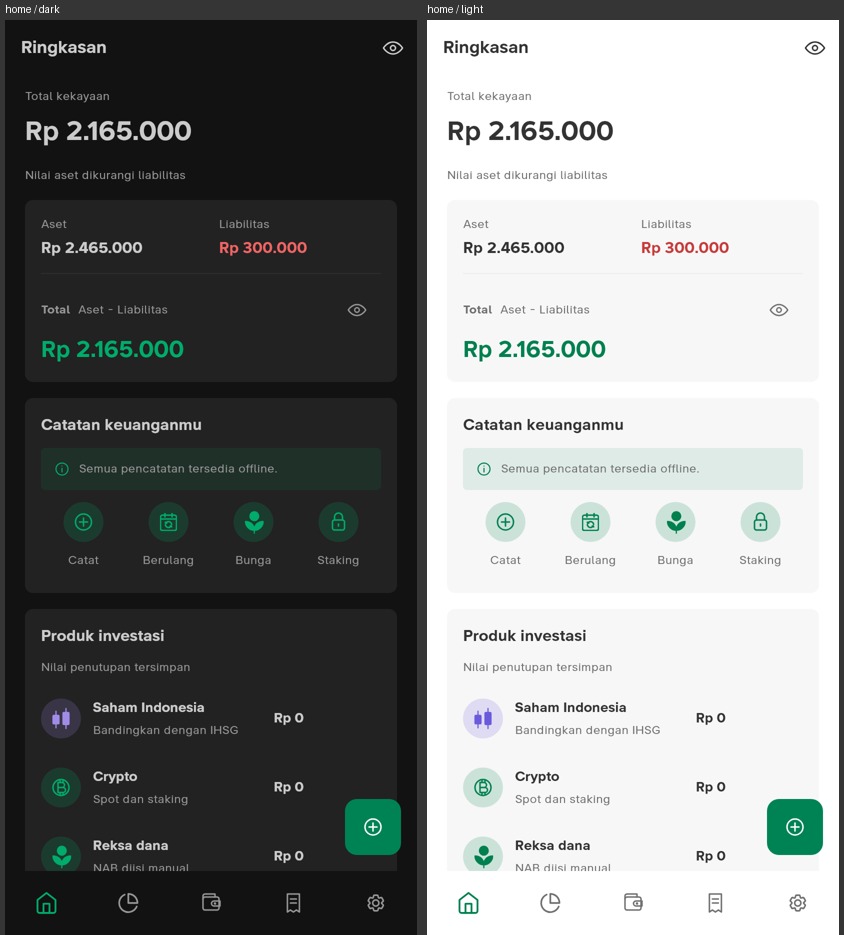 home / dark
Ringkasan
Total kekayaan
Rp 2.165.000
Nilai aset dikurangi liabilitas
Aset
Liabilitas
Rp 2.465.000
Rp 300.000
Total Aset - Liabilitas
Rp 2.165.000
Catatan keuanganmu
Semua pencatatan tersedia offline.
Catat
Berulang
Bunga
Staking
Produk investasi
Nilai penutupan tersimpan
Saham Indonesia
Bandingkan dengan IHSG
Rp 0
Crypto
Spot dan staking
Rp 0
Reksa dana
NAB diisi manual
Rp 0
home / light
Ringkasan
Total kekayaan
Rp 2.165.000
Nilai aset dikurangi liabilitas
Aset
Liabilitas
Rp 2.465.000
Rp 300.000
Total Aset - Liabilitas
Rp 2.165.000
Catatan keuanganmu
Semua pencatatan tersedia offline.
Catat
Berulang
Bunga
Staking
Produk investasi
Nilai penutupan tersimpan
Saham Indonesia
Bandingkan dengan IHSG
Rp 0
Crypto
Spot dan staking
Rp 0
Reksa dana
NAB diisi manual
Rp 0